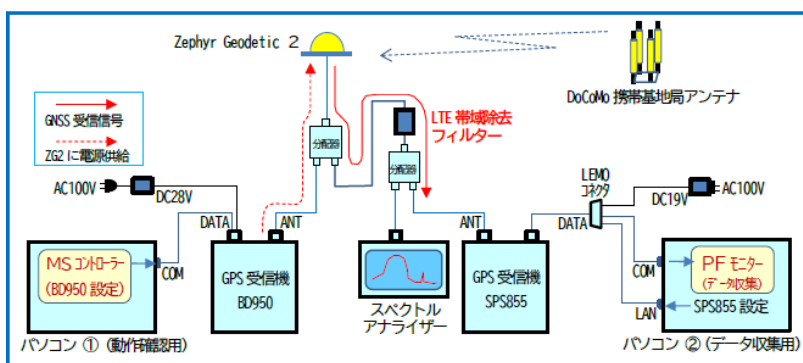 Zephyr Geodetic 2
DoCoMo 携帯基地局アンテナ
GNSS 受信信号
ZG2に電源供給
LTE 帯域除去
フィルター
分配器
分配器
AC100V
DC28V
DATA
ANT
ANT
LEMO
コネクタ
DATA
DC19V
AC100V
MS コントローラー
(BD950 設定)
COM
GPS 受信機
BD950
スペクトル
アナライザー
GPS 受信機
SPS855
COM
LAN
PF モニター
(データ収集)
SPS855 設定
パソコン ① (動作確認用)
パソコン ② (データ収集用)